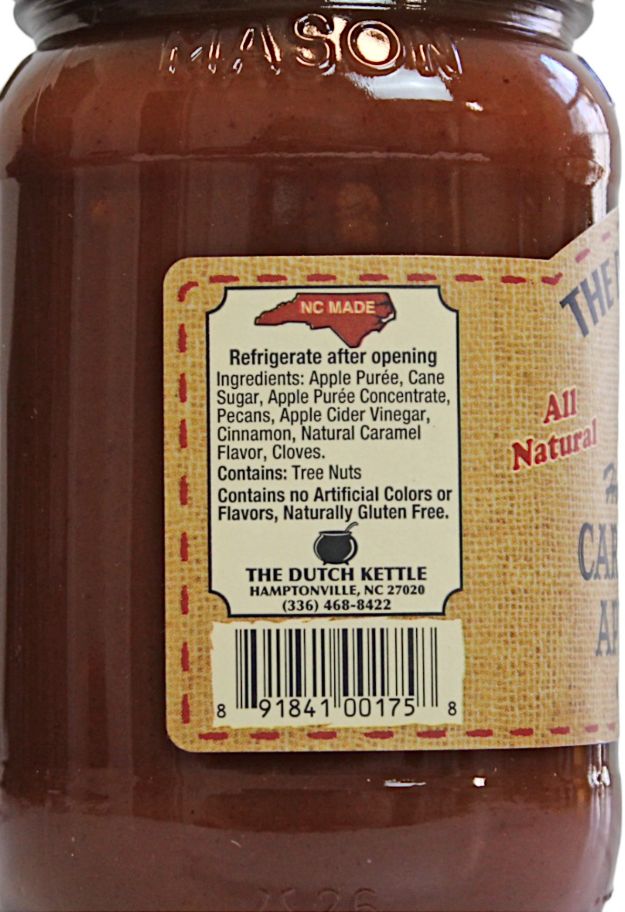 MASON
NC MADE
Refrigerate after opening
Ingredients: Apple Purée, Cane
Sugar, Apple Purée Concentrate,
Pecans, Apple Cider Vinegar,
Cinnamon, Natural Caramel
Flavor, Cloves.
Contains: Tree Nuts
Contains no Artificial Colors or
Flavors, Naturally Gluten Free.
THE DUTCH KETTLE
HAMPTONVILLE, NC 27020
(336) 468-8422
8 91841 00175 8
THE
All
Natural